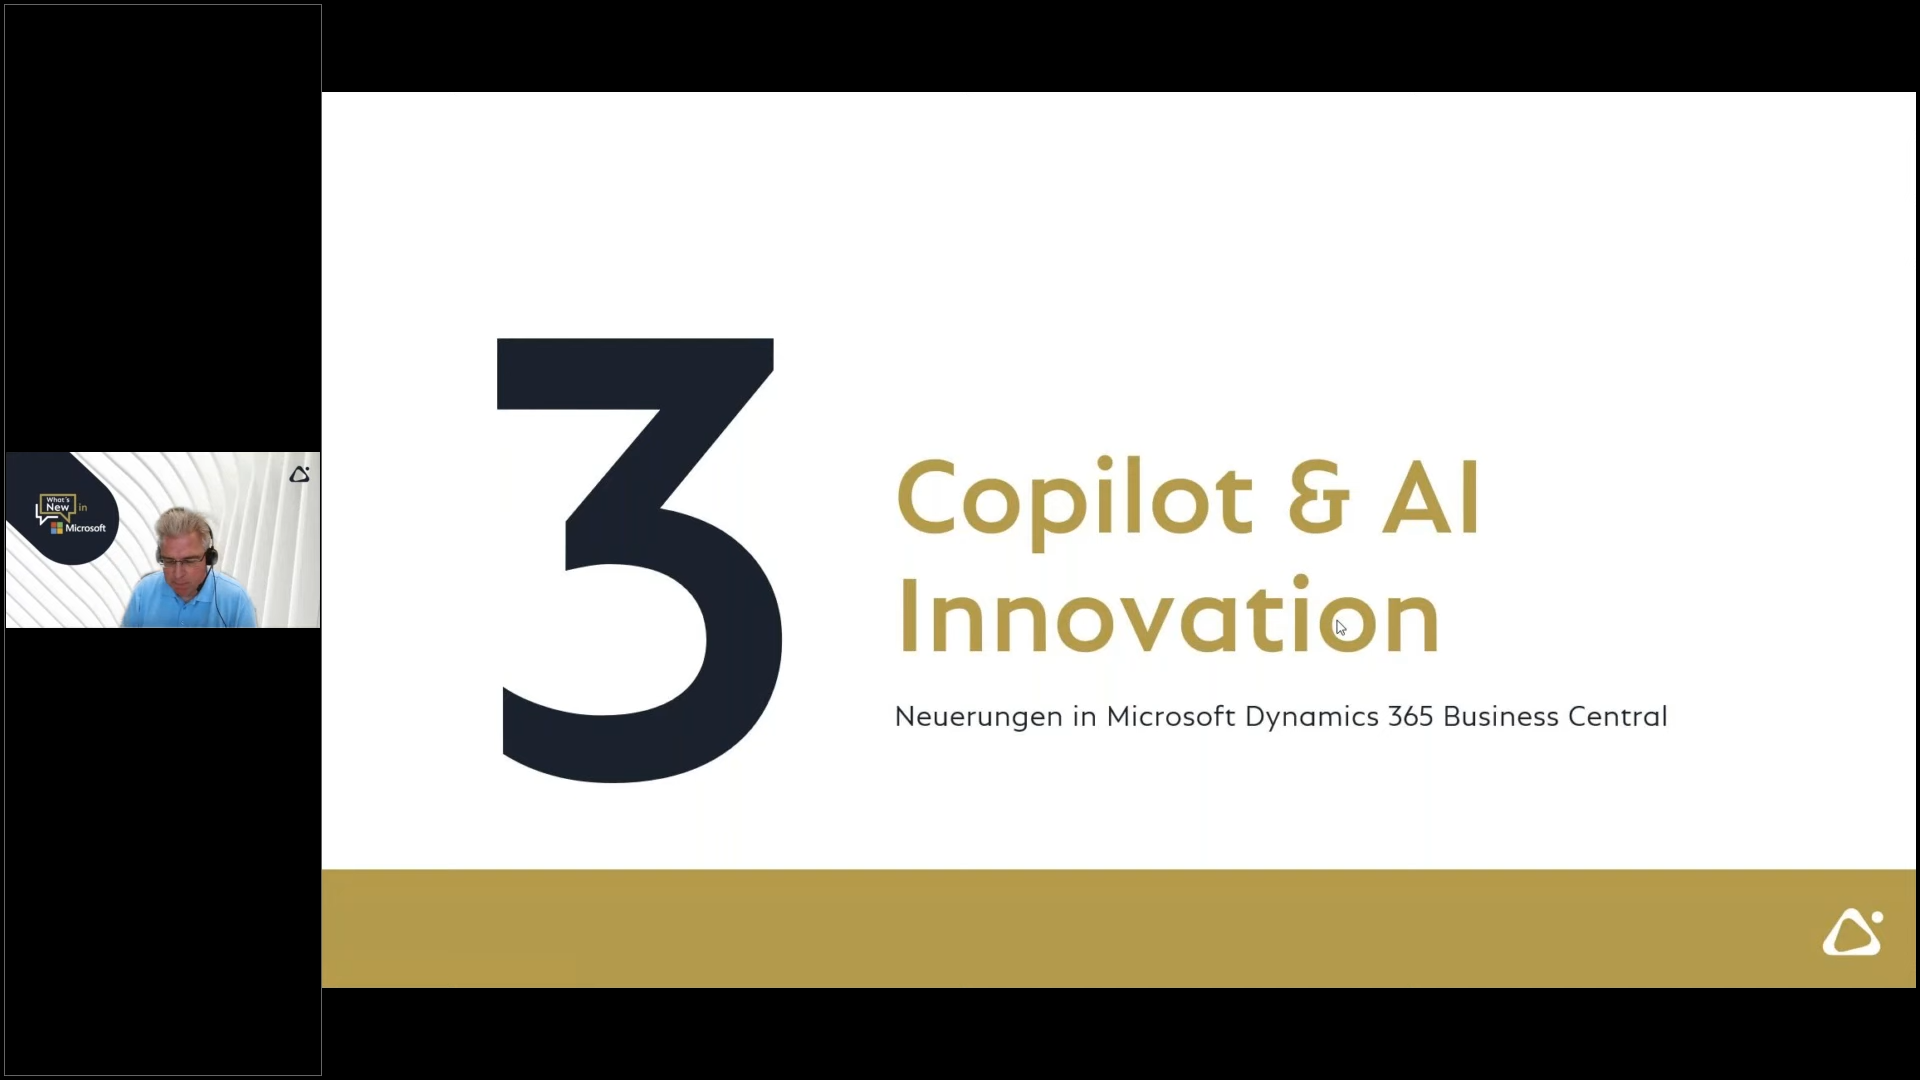 What's
New in
Microsoft
3
Copilot & AI
Innovation
Neuerungen in Microsoft Dynamics 365 Business Central